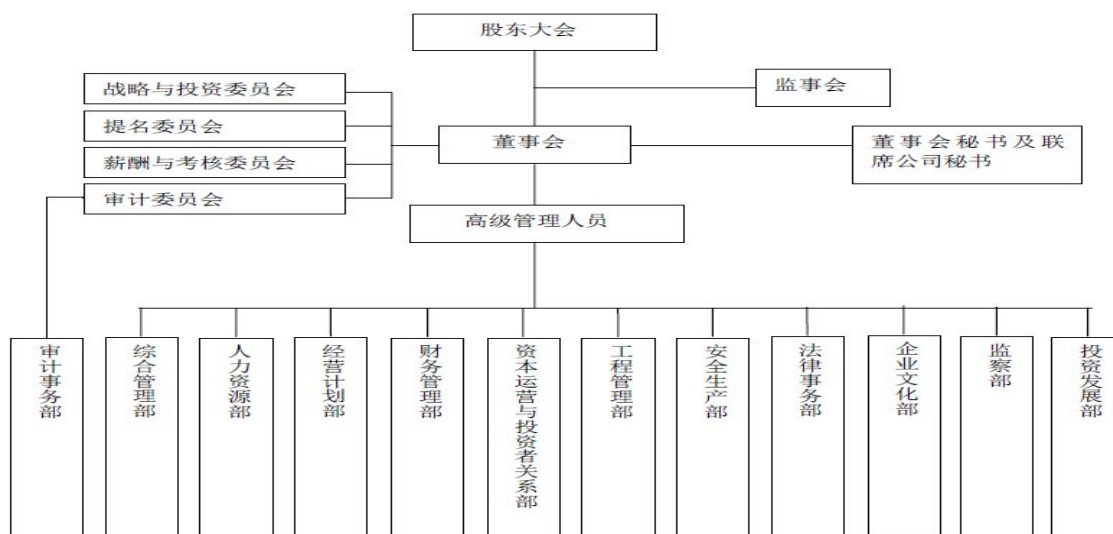 股东大会
战略与投资委员会
监事会
提名委员会
董事会
董事会秘书及联
席公司秘书
薪酬与考核委员会
审计委员会
高级管理人员
审计事务部
综合管理部
人力资源部
经营计划部
财务管理部
资本运营与投资者关系部
工程管理部
安全生产部
法律事务部
企业文化部
监察部
投资发展部